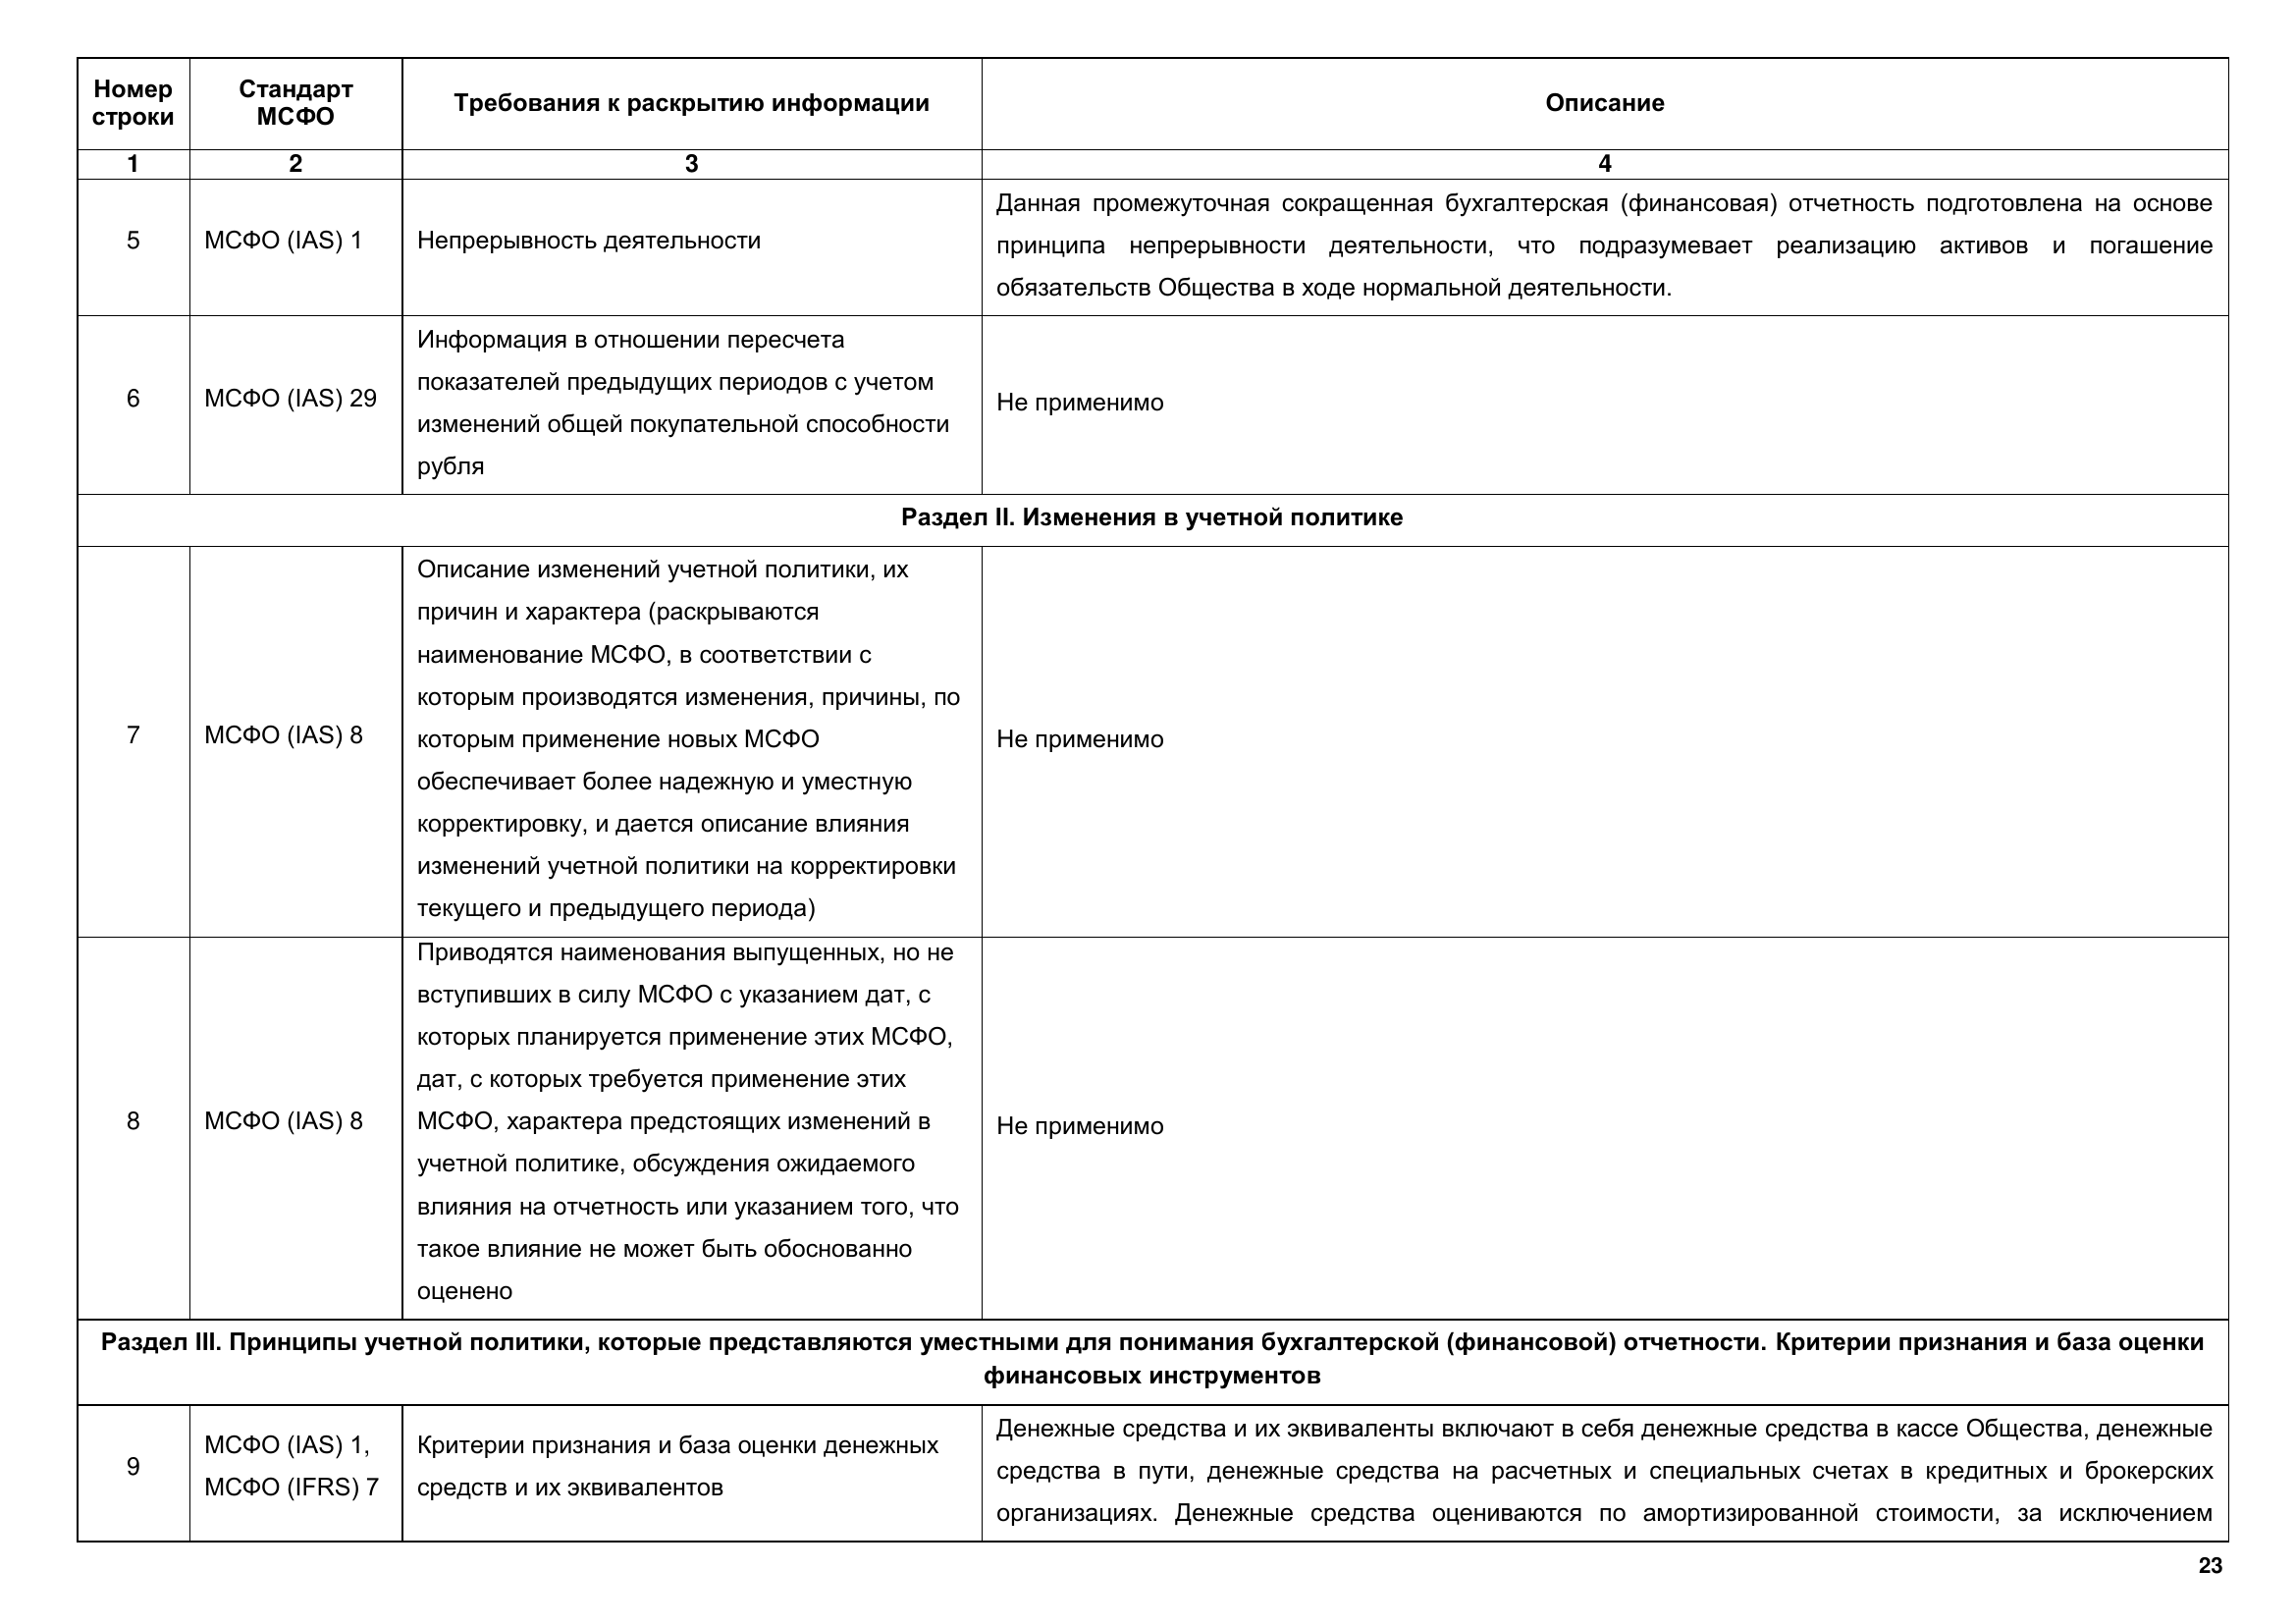 Номер строки
Стандарт МСФО
Требования к раскрытию информации
Описание
1
2
3
4
5
МСФО (IAS) 1
Непрерывность деятельности
Данная промежуточная сокращенная бухгалтерская (финансовая) отчетность подготовлена на основе
принципа непрерывности деятельности, что подразумевает реализацию активов и погашение
обязательств Общества в ходе нормальной деятельности.
6
МСФО (IAS) 29
Информация в отношении пересчета
показателей предыдущих периодов с учетом
изменений общей покупательной способности
рубля
Не применимо
Раздел II. Изменения в учетной политике
7
МСФО (IAS) 8
Описание изменений учетной политики, их
причин и характера (раскрываются
наименование МСФО, в соответствии с
которым производятся изменения, причины, по
которым применение новых МСФО
обеспечивает более надежную и уместную
корректировку, и дается описание влияния
изменений учетной политики на корректировки
текущего и предыдущего периода)
Не применимо
8
МСФО (IAS) 8
Приводятся наименования выпущенных, но не
вступивших в силу МСФО с указанием дат, с
которых планируется применение этих МСФО,
дат, с которых требуется применение этих
МСФО, характера предстоящих изменений в
учетной политике, обсуждения ожидаемого
влияния на отчетность или указанием того, что
такое влияние не может быть обоснованно
оценено
Не применимо
Раздел III. Принципы учетной политики, которые представляются уместными для понимания бухгалтерской (финансовой) отчетности. Критерии признания и база оценки
финансовых инструментов
9
МСФО (IAS) 1,
МСФО (IFRS) 7
Критерии признания и база оценки денежных
средств и их эквивалентов
Денежные средства и их эквиваленты включают в себя денежные средства в кассе Общества, денежные
средства в пути, денежные средства на расчетных и специальных счетах в кредитных и брокерских
организациях. Денежные средства оцениваются по амортизированной стоимости, за исключением
23